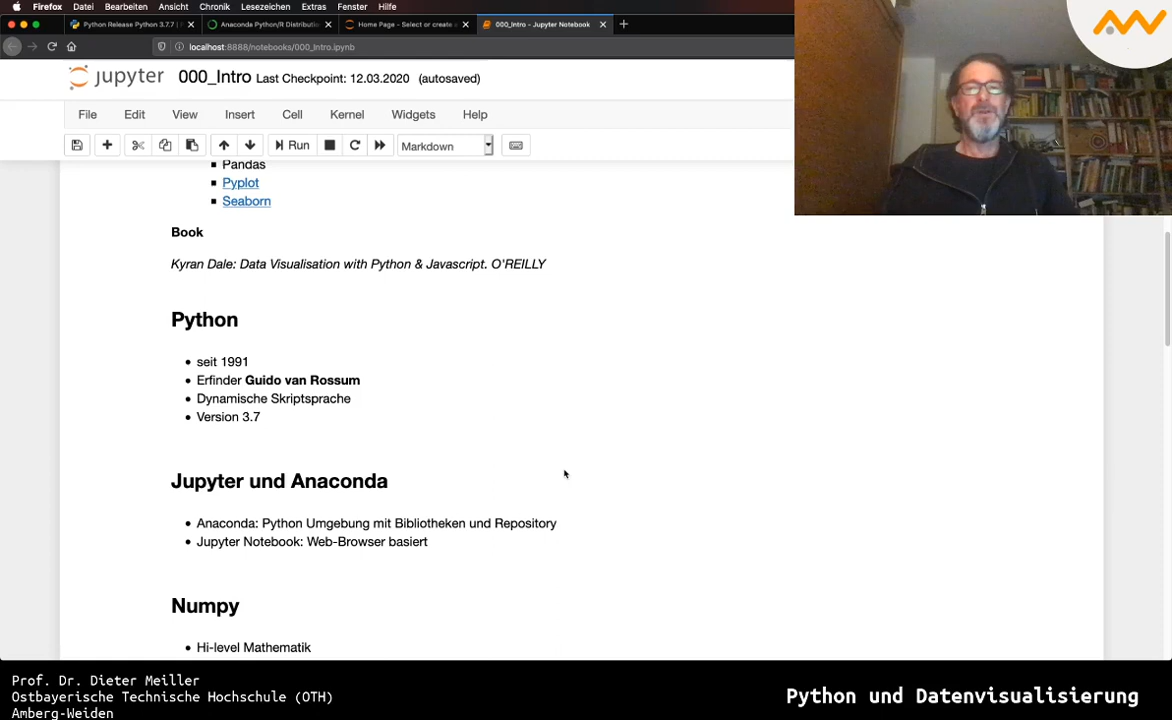 Firefox Datei Bearbeiten Ansicht Chronik Lesezeichen Extras Fenster Hilfe
Python Release Python 3.7.7 | Anaconda Python/R Distributio Home Page - Select or create 000_Intro - Jupyter Notebook
localhost:8888/notebooks/000_Intro.ipynb
jupyter 000_Intro Last Checkpoint: 12.03.2020 (autosaved)
File Edit View Insert Cell Kernel Widgets Help
Run Markdown
Pandas
Pyplot
Seaborn
Book
Kyran Dale: Data Visualisation with Python & Javascript. O'REILLY
Python
seit 1991
Erfinder Guido van Rossum
Dynamische Skriptsprache
Version 3.7
Jupyter und Anaconda
Anaconda: Python Umgebung mit Bibliotheken und Repository
Jupyter Notebook: Web-Browser basiert
Numpy
Hi-level Mathematik
Prof. Dr. Dieter Meiller
Ostbayerische Technische Hochschule (OTH)
Amberg-Weiden
Python und Datenvisualisierung